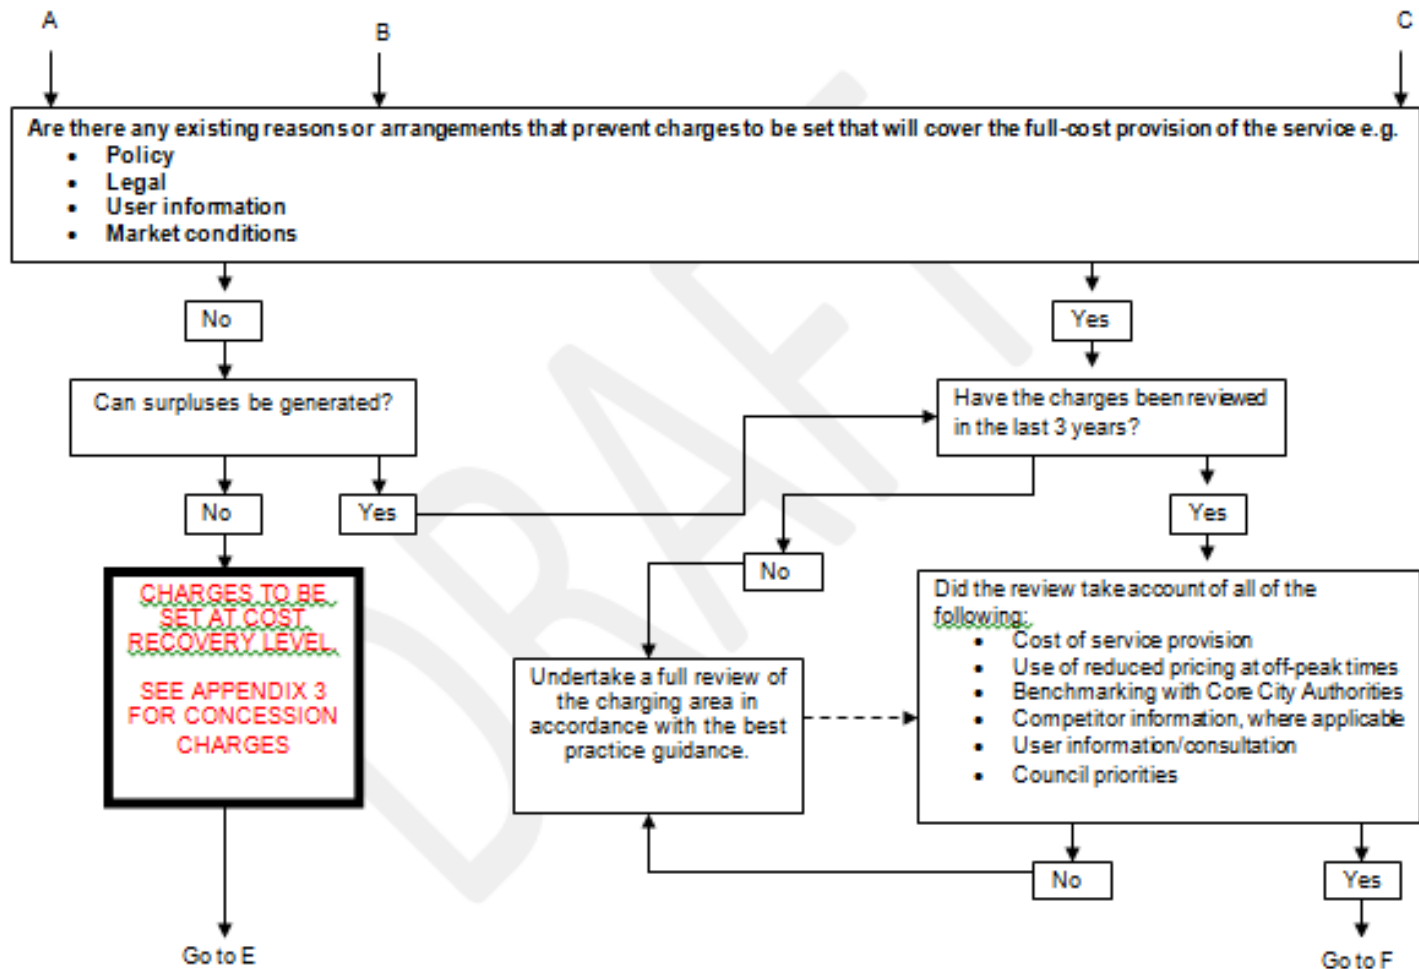 A
B
C
Are there any existing reasons or arrangements that prevent charges to be set that will cover the full-cost provision of the service e.g.
• Policy
• Legal
• User information
• Market conditions
No
Yes
Can surpluses be generated?
Have the charges been reviewed
in the last 3 years?
No
Yes
Yes
No
CHARGES TO BE
SET AT COST
RECOVERY LEVEL.
SEE APPENDIX 3
FOR CONCESSION
CHARGES
Undertake a full review of
the charging area in
accordance with the best
practice guidance.
Did the review take account of all of the
following:
• Cost of service provision
• Use of reduced pricing at off-peak times
• Benchmarking with Core City Authorities
• Competitor information, where applicable
• User information/consultation
• Council priorities
No
Yes
Go to E
Go to F
DRAFT